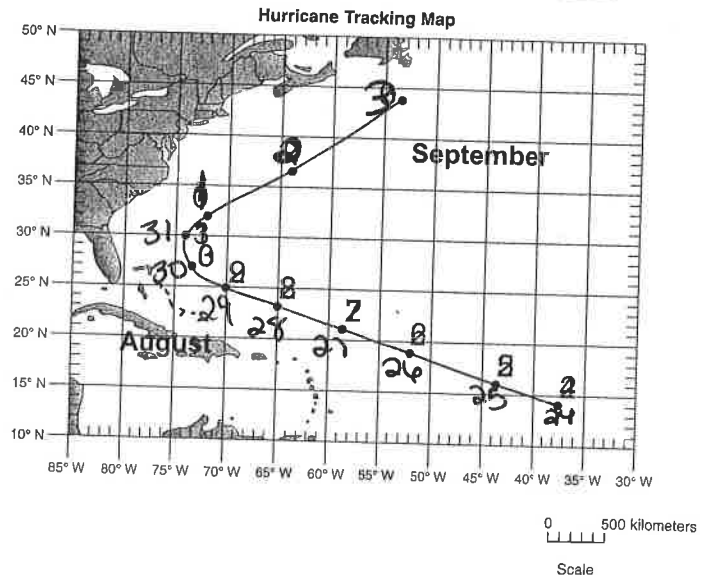 Hurricane Tracking Map
50° N
45° N
40° N
35° N
30° N
25° N
20° N
15° N
10° N
September
August
31
30
29
28
27
26
25
24
85° W 80° W 75° W 70° W 65° W 60° W 55° W 50° W 45° W 40° W 35° W 30° W
0 500 kilometers
Scale